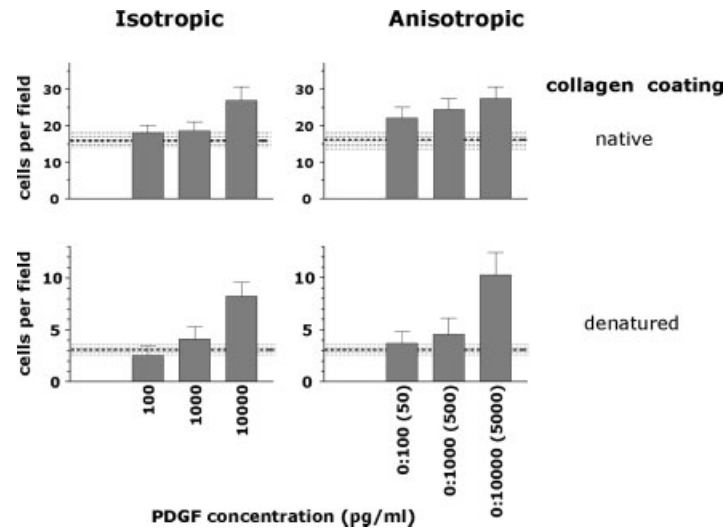 Isotropic
Anisotropic
cells per field
30
20
10
0
30
20
10
0
collagen coating
native
cells per field
10
5
0
10
5
0
denatured
100
1000
10000
0:100 (50)
0:1000 (500)
0:10000 (5000)
PDGF concentration (pg/ml)